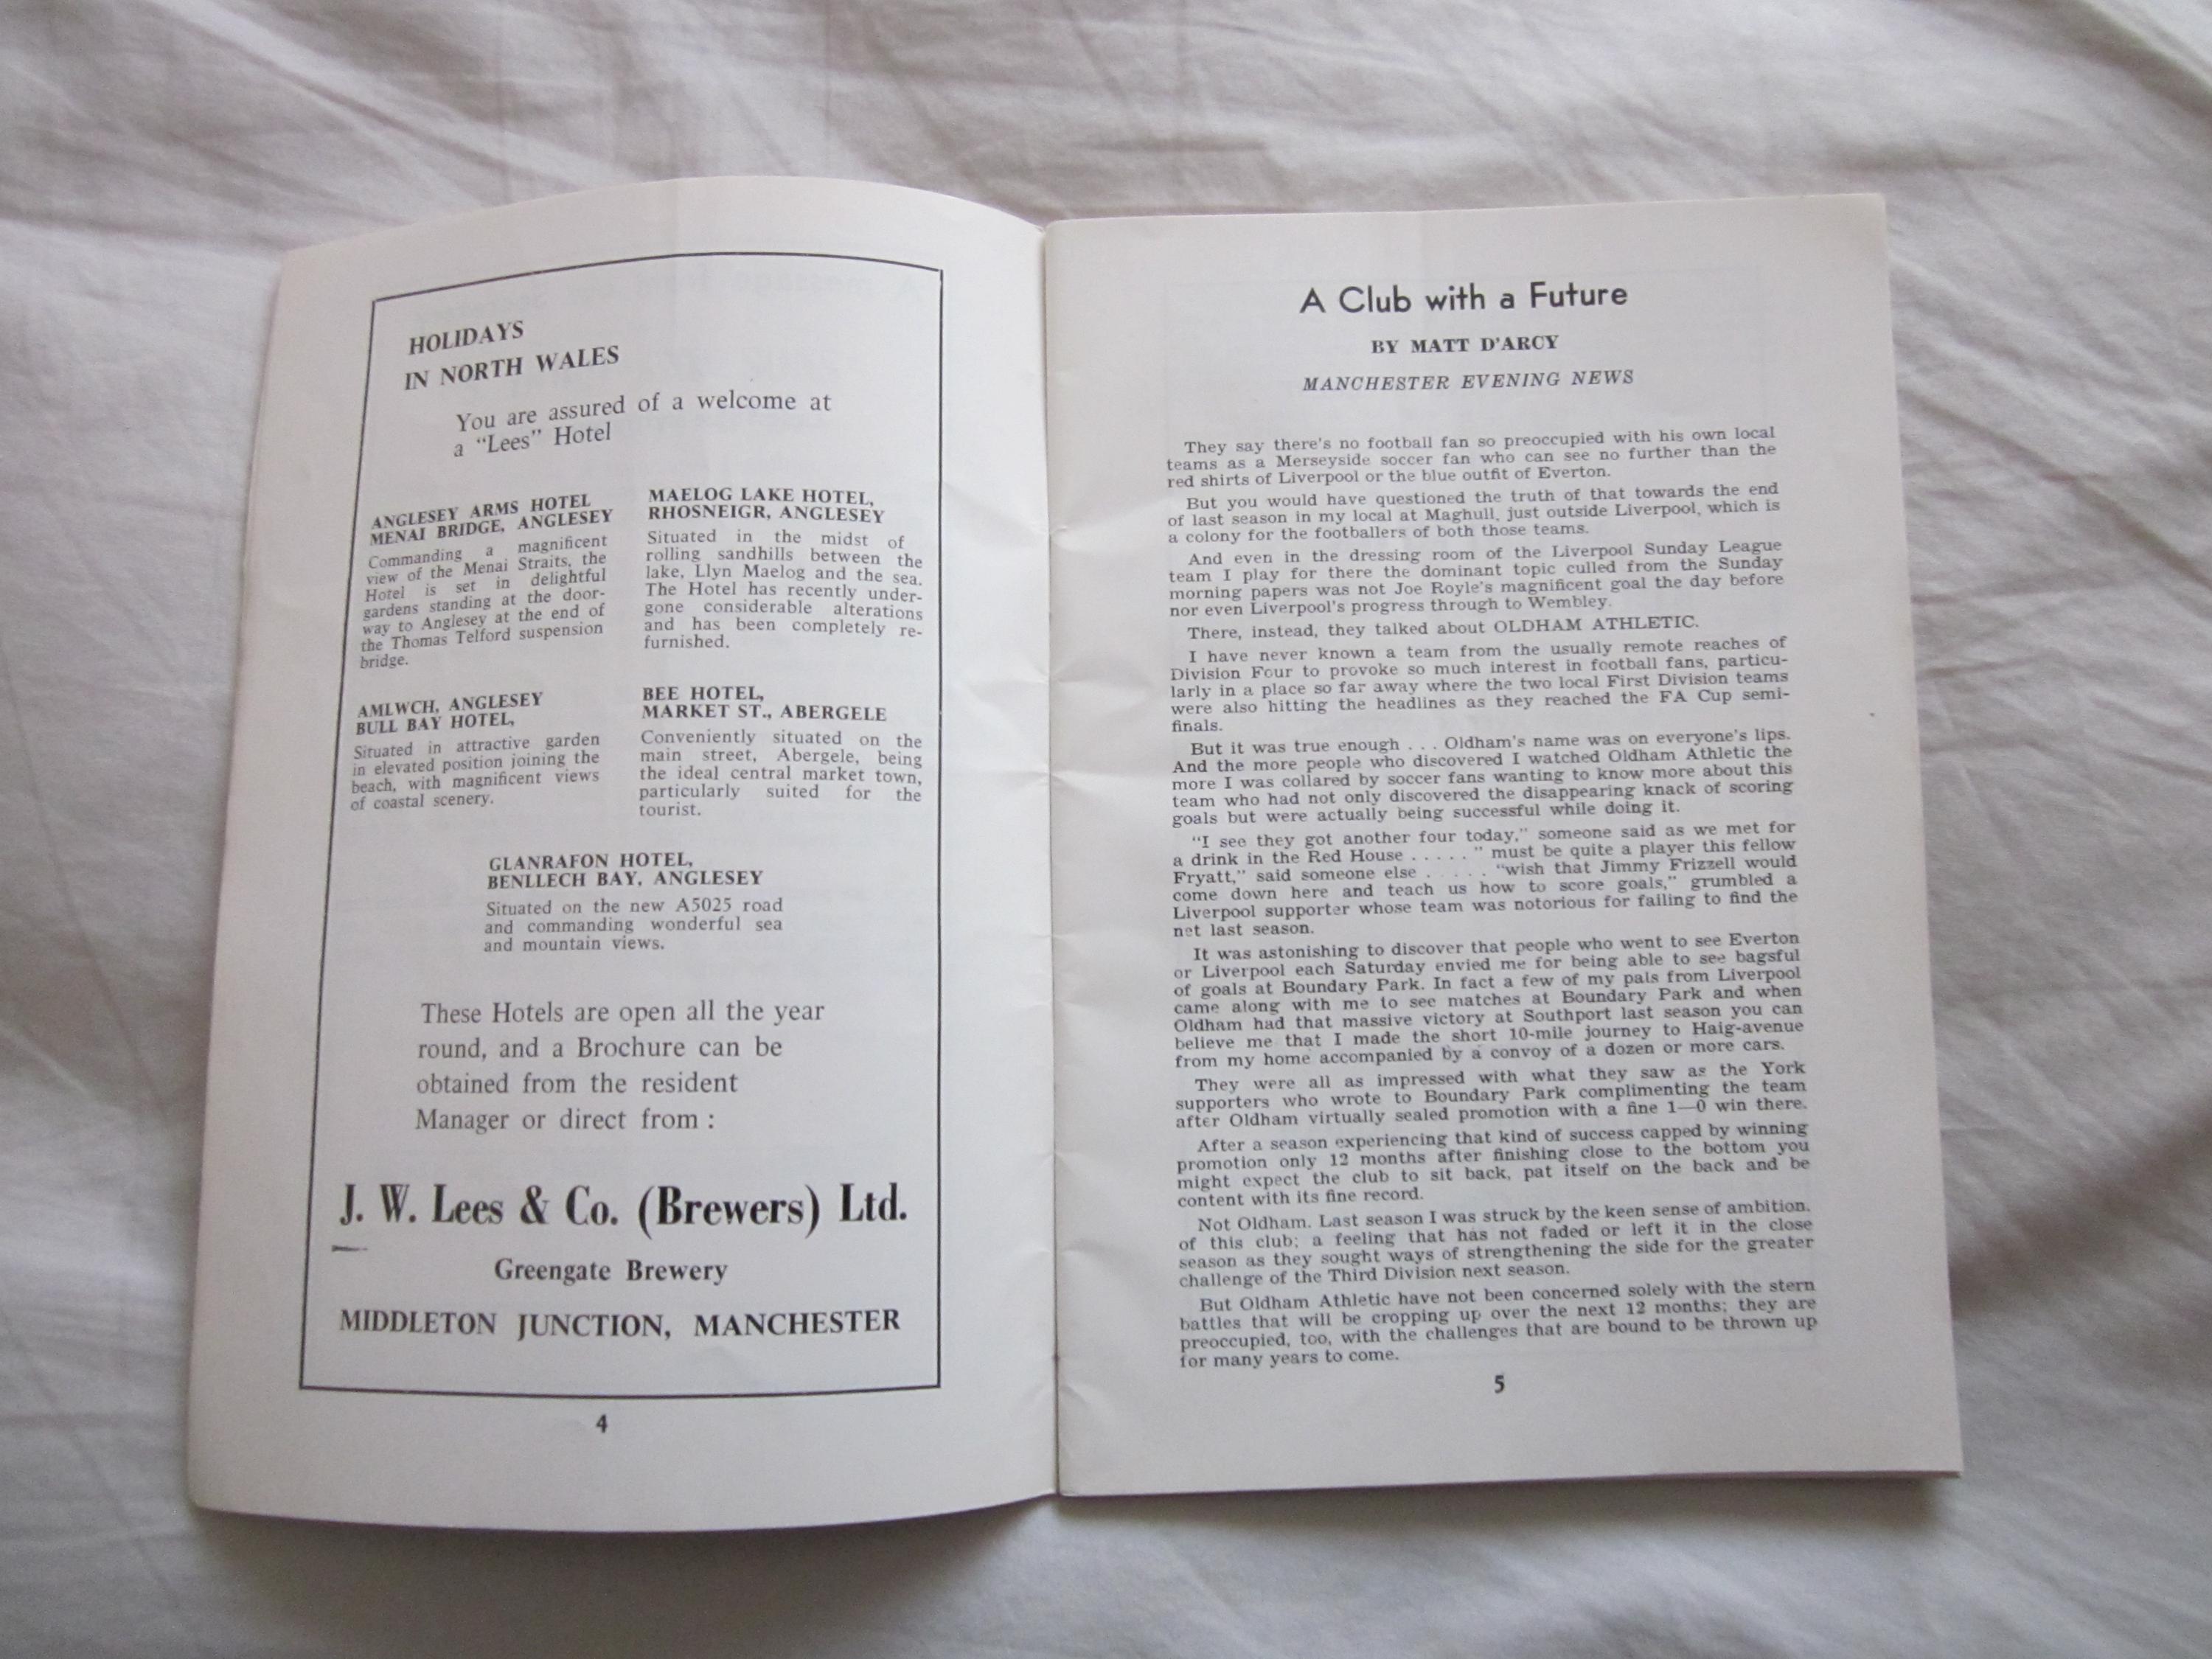 HOLIDAYS
IN NORTH WALES
You are assured of a welcome at
a "Lees" Hotel
ANGLESEY ARMS HOTEL
MENAI BRIDGE, ANGLESEY
Commanding a magnificent
view of the Menai Straits, the
Hotel is set in delightful
gardens standing at the door-
way to Anglesey at the end of
the Thomas Telford suspension
bridge.
MAELOG LAKE HOTEL,
RHOSNEIGR, ANGLESEY
Situated in the midst of
rolling sandhills between the
lake, Llyn Maelog and the sea.
The Hotel has recently under-
gone considerable alterations
and has been completely re-
furnished.
AMLWCH, ANGLESEY
BULL BAY HOTEL,
Situated in attractive garden
in elevated position joining the
beach, with magnificent views
of coastal scenery.
BEE HOTEL,
MARKET ST., ABERGELE
Conveniently situated on the
main street, Abergele, being
the ideal central market town,
particularly suited for the
tourist.
GLANRAFON HOTEL,
BENLLECH BAY, ANGLESEY
Situated on the new A5025 road
and commanding wonderful sea
and mountain views.
These Hotels are open all the year
round, and a Brochure can be
obtained from the resident
Manager or direct from :
J. W. Lees & Co. (Brewers) Ltd.
Greengate Brewery
MIDDLETON JUNCTION, MANCHESTER
4
A Club with a Future
BY MATT D'ARCY
MANCHESTER EVENING NEWS
They say there's no football fan so preoccupied with his own local
teams as a Merseyside soccer fan who can see no further than the
red shirts of Liverpool or the blue outfit of Everton.
But you would have questioned the truth of that towards the end
of last season in my local at Maghull, just outside Liverpool, which is
a colony for the footballers of both those teams.
And even in the dressing room of the Liverpool Sunday League
team I play for there the dominant topic culled from the Sunday
morning papers was not Joe Royle's magnificent goal the day before
nor even Liverpool's progress through to Wembley.
There, instead, they talked about OLDHAM ATHLETIC.
I have never known a team from the usually remote reaches of
Division Four to provoke so much interest in football fans, particu-
larly in a place so far away where the two local First Division teams
were also hitting the headlines as they reached the FA Cup semi-
finals.
But it was true enough . . . Oldham's name was on everyone's lips.
And the more people who discovered I watched Oldham Athletic the
more I was collared by soccer fans wanting to know more about this
team who had not only discovered the disappearing knack of scoring
goals but were actually being successful while doing it.
"I see they got another four today," someone said as we met for
a drink in the Red House . . . . . " must be quite a player this fellow
Fryatt," said someone else . . . . . "wish that Jimmy Frizzell would
come down here and teach us how to score goals," grumbled a
Liverpool supporter whose team was notorious for failing to find the
net last season.
It was astonishing to discover that people who went to see Everton
or Liverpool each Saturday envied me for being able to see bagsful
of goals at Boundary Park. In fact a few of my pals from Liverpool
came along with me to see matches at Boundary Park and when
Oldham had that massive victory at Southport last season you can
believe me that I made the short 10-mile journey to Haig-avenue
from my home accompanied by a convoy of a dozen or more cars.
They were all as impressed with what they saw as the York
supporters who wrote to Boundary Park complimenting the team
after Oldham virtually sealed promotion with a fine 1—0 win there.
After a season experiencing that kind of success capped by winning
promotion only 12 months after finishing close to the bottom you
might expect the club to sit back, pat itself on the back and be
content with its fine record.
Not Oldham. Last season I was struck by the keen sense of ambition.
of this club; a feeling that has not faded or left it in the close
season as they sought ways of strengthening the side for the greater
challenge of the Third Division next season.
But Oldham Athletic have not been concerned solely with the stern
battles that will be cropping up over the next 12 months; they are
preoccupied, too, with the challenges that are bound to be thrown up
for many years to come.
5